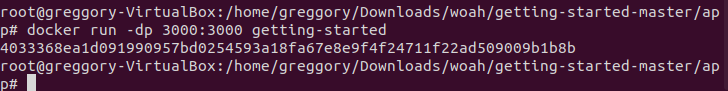 root@greggory-VirtualBox:/home/greggory/Downloads/woah/getting-started-master/ap
p# docker run -dp 3000:3000 getting-started
4033368ea1d091990957bd0254593a18fa67e8e9f4f24711f22ad509009b1b8b
root@greggory-VirtualBox:/home/greggory/Downloads/woah/getting-started-master/ap
p#